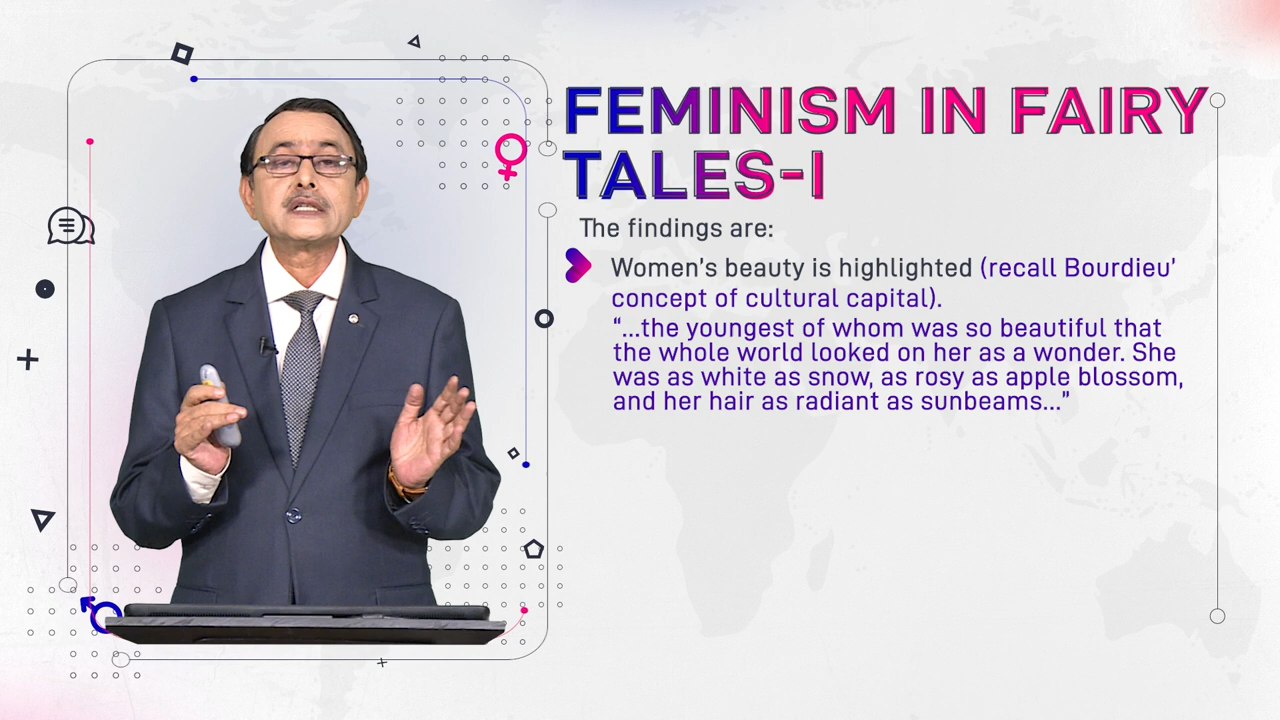 FEMINISM IN FAIRY
TALES-I
The findings are:
Women's beauty is highlighted (recall Bourdieu'
concept of cultural capital).
“...the youngest of whom was so beautiful that
the whole world looked on her as a wonder. She
was as white as snow, as rosy as apple blossom,
and her hair as radiant as sunbeams...”